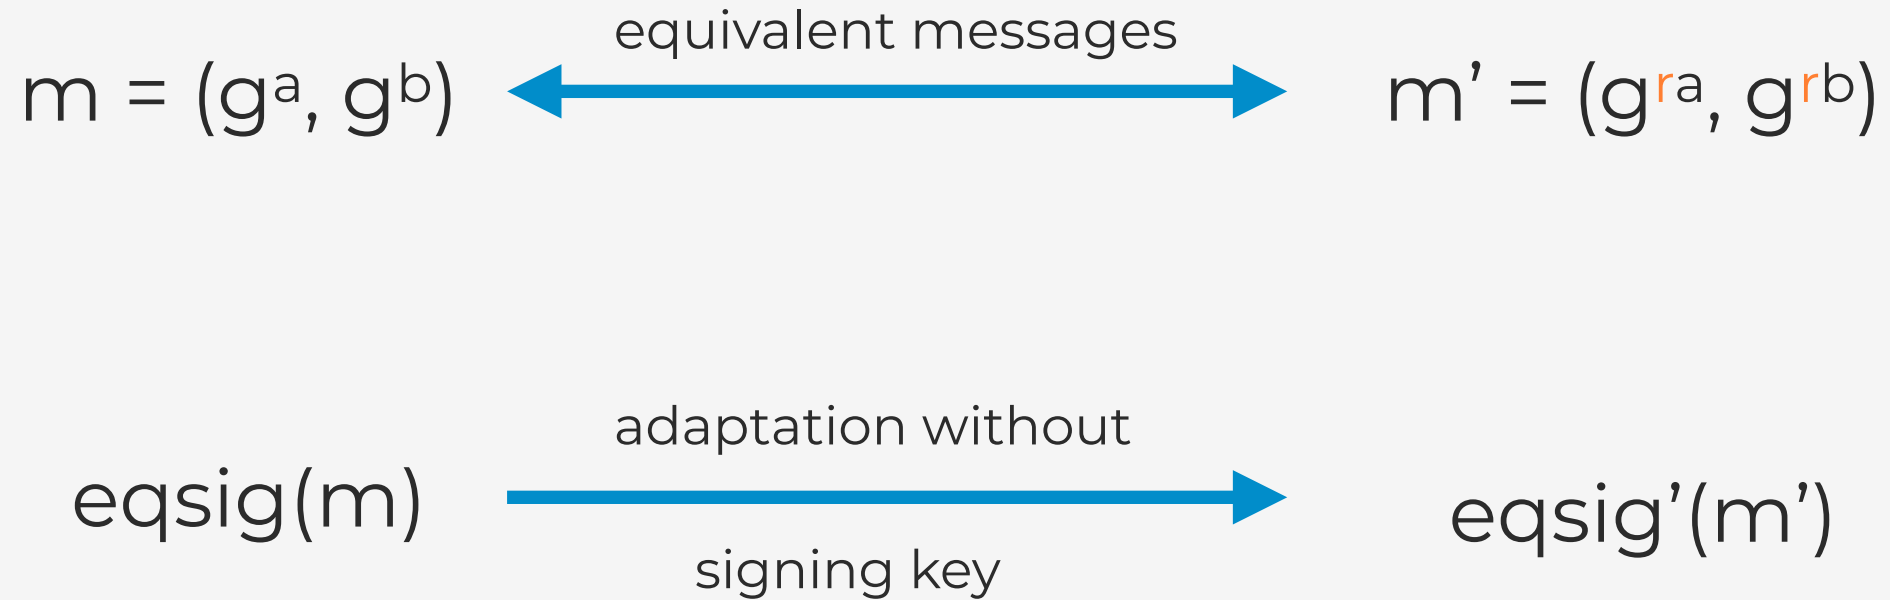 equivalent messages
m = (gᵃ, gᵇ)
m’ = (gʳᵃ, gʳᵇ)
adaptation without
eqsig(m)
eqsig’(m’)
signing key